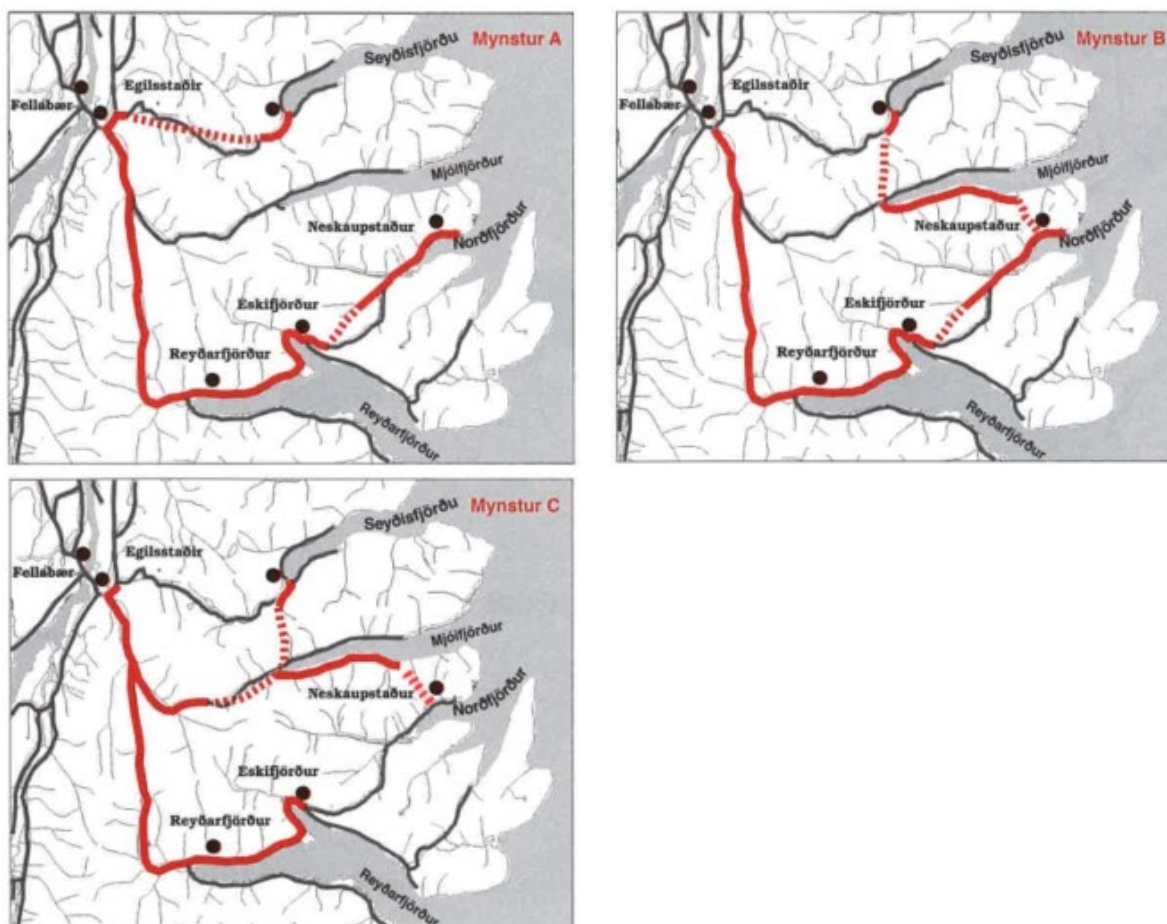 Mynstur A
Seyðisfjörðu
Egilsstaðir
Fellabær
Mjóifjörður
Neskaupstaður
Norðfjörður
Eskifjörður
Reyðarfjörður
Reyðarfjörður
Mynstur B
Seyðisfjörðu
Egilsstaðir
Fellabær
Mjóifjörður
Neskaupstaður
Norðfjörður
Eskifjörður
Reyðarfjörður
Reyðarfjörður
Mynstur C
Seyðisfjörðu
Egilsstaðir
Fellabær
Mjóifjörður
Neskaupstaður
Norðfjörður
Eskifjörður
Reyðarfjörður
Reyðarfjörður